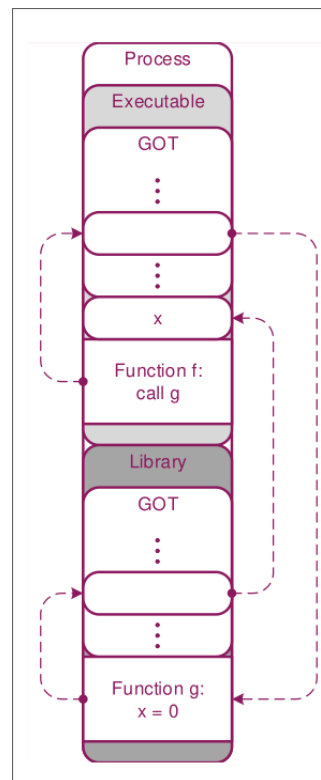 Process
Executable
GOT
x
Function f:
call g
Library
GOT
Function g:
x = 0